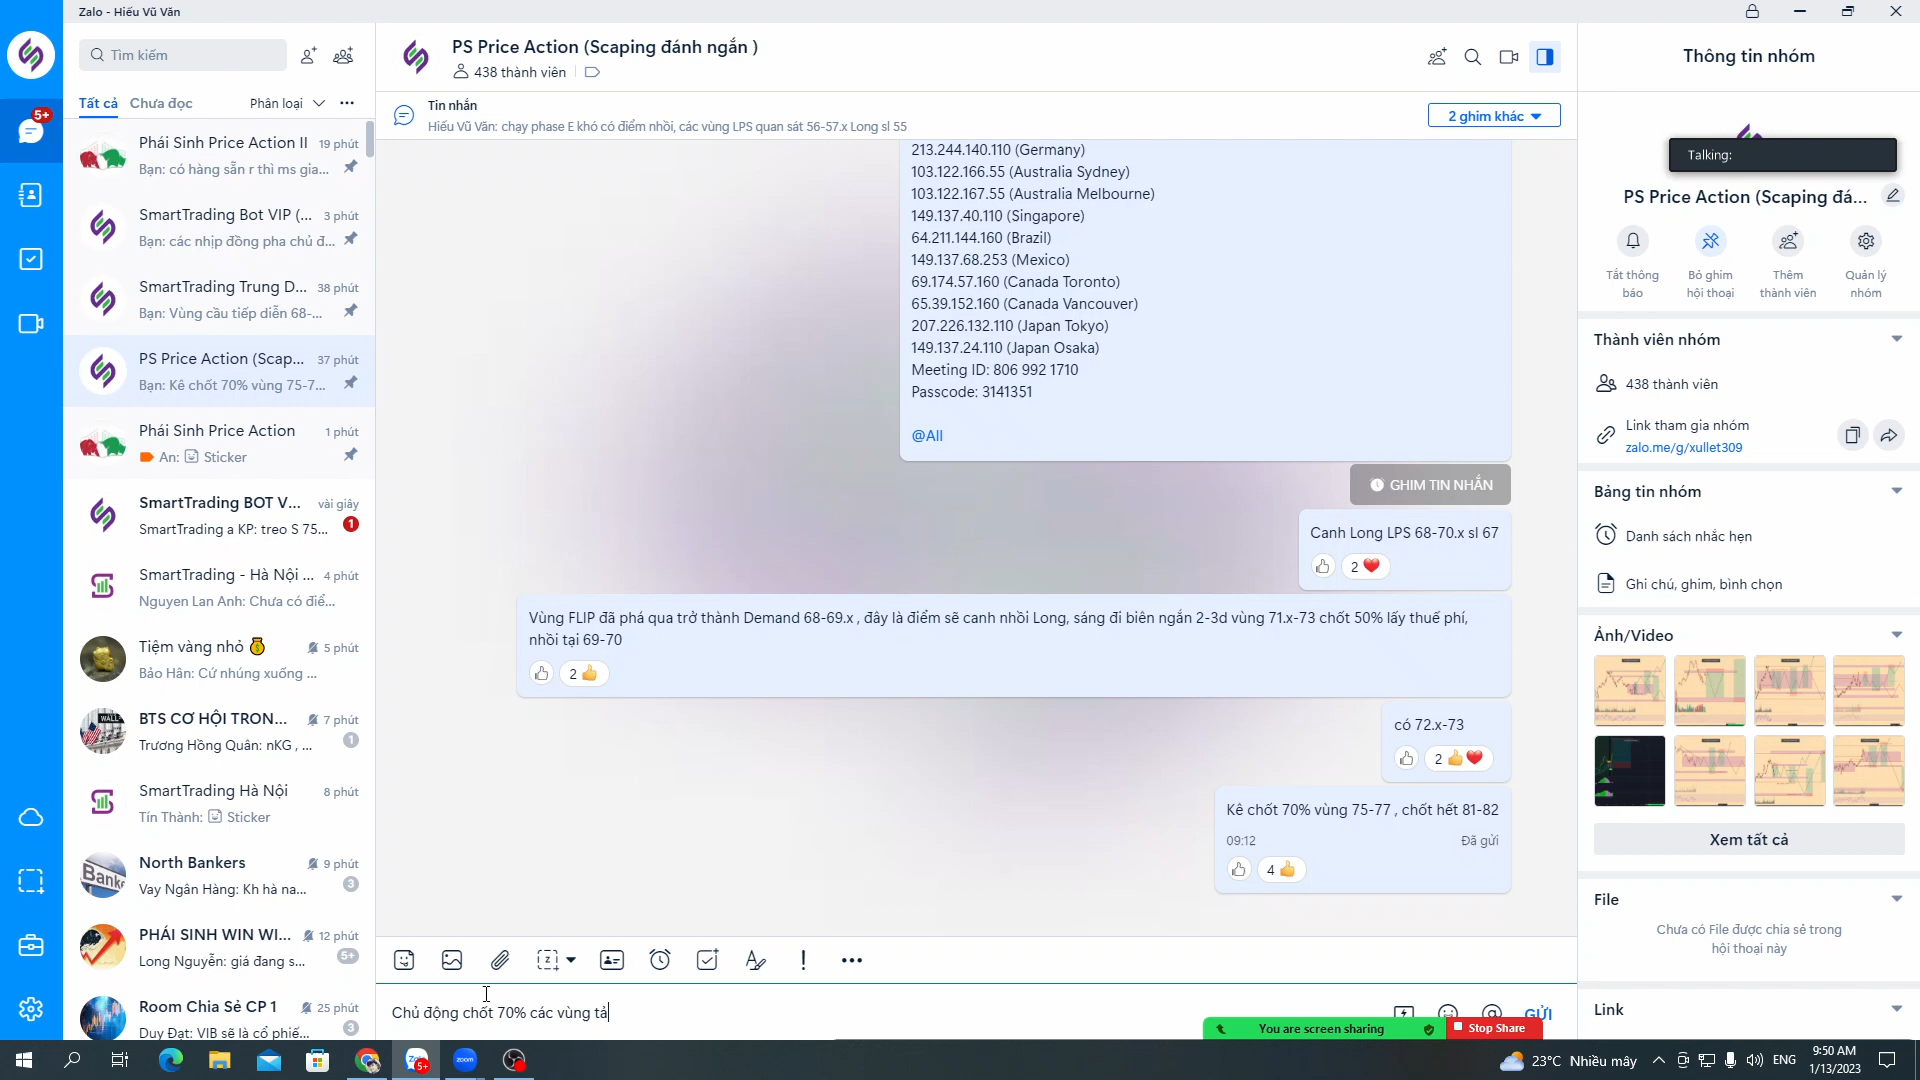 Zalo - Hiếu Vũ Văn
Tìm kiếm
Tất cả
Chưa đọc
Phân loại
Phái Sinh Price Action II
19 phút
Bạn: có hàng sẵn r thì ms gia...
SmartTrading Bot VIP (...
3 phút
Bạn: các nhịp đồng pha chủ đ...
SmartTrading Trung D...
38 phút
Bạn: Vùng cầu tiếp diễn 68-...
PS Price Action (Scap...
37 phút
Bạn: Kê chốt 70% vùng 75-7...
Phái Sinh Price Action
1 phút
An: Sticker
SmartTrading BOT V...
vài giây
SmartTrading a KP: treo S 75...
1
SmartTrading - Hà Nội ...
4 phút
Nguyen Lan Anh: Chưa có điể...
Tiệm vàng nhỏ
5 phút
Bảo Hân: Cứ nhúng xuống ...
BTS CƠ HỘI TRON...
7 phút
Trương Hồng Quân: nKG , ...
1
SmartTrading Hà Nội
8 phút
Tín Thành: Sticker
North Bankers
9 phút
Vay Ngân Hàng: Kh hà na...
3
PHÁI SINH WIN WI...
12 phút
Long Nguyễn: giá đang s...
5+
Room Chia Sẻ CP 1
25 phút
Duy Đạt: VIB sẽ là cổ phiế...
3
5+
PS Price Action (Scaping đánh ngắn )
438 thành viên
Tin nhắn
Hiếu Vũ Văn: chạy phase E khó có điểm nhồi, các vùng LPS quan sát 56-57.x Long sl 55
2 ghim khác
213.244.140.110 (Germany)
103.122.166.55 (Australia Sydney)
103.122.167.55 (Australia Melbourne)
149.137.40.110 (Singapore)
64.211.144.160 (Brazil)
149.137.68.253 (Mexico)
69.174.57.160 (Canada Toronto)
65.39.152.160 (Canada Vancouver)
207.226.132.110 (Japan Tokyo)
149.137.24.110 (Japan Osaka)
Meeting ID: 806 992 1710
Passcode: 3141351
@All
GHIM TIN NHẮN
Canh Long LPS 68-70.x sl 67
2
Vùng FLIP đã phá qua trở thành Demand 68-69.x , đây là điểm sẽ canh nhồi Long, sáng đi biên ngắn 2-3d vùng 71.x-73 chốt 50% lấy thuế phí,
nhồi tại 69-70
2
có 72.x-73
2
Kê chốt 70% vùng 75-77 , chốt hết 81-82
09:12
Đã gửi
4
Chủ động chốt 70% các vùng tả
GỬI
You are screen sharing
Stop Share
Thông tin nhóm
Talking:
PS Price Action (Scaping đá...
Tắt thông
báo
Bỏ ghim
hội thoại
Thêm
thành viên
Quản lý
nhóm
Thành viên nhóm
438 thành viên
Link tham gia nhóm
zalo.me/g/xullet309
Bảng tin nhóm
Danh sách nhắc hẹn
Ghi chú, ghim, bình chọn
Ảnh/Video
Xem tất cả
File
Chưa có File được chia sẻ trong
hội thoại này
Link
23°C Nhiều mây
ENG
9:50 AM
1/13/2023